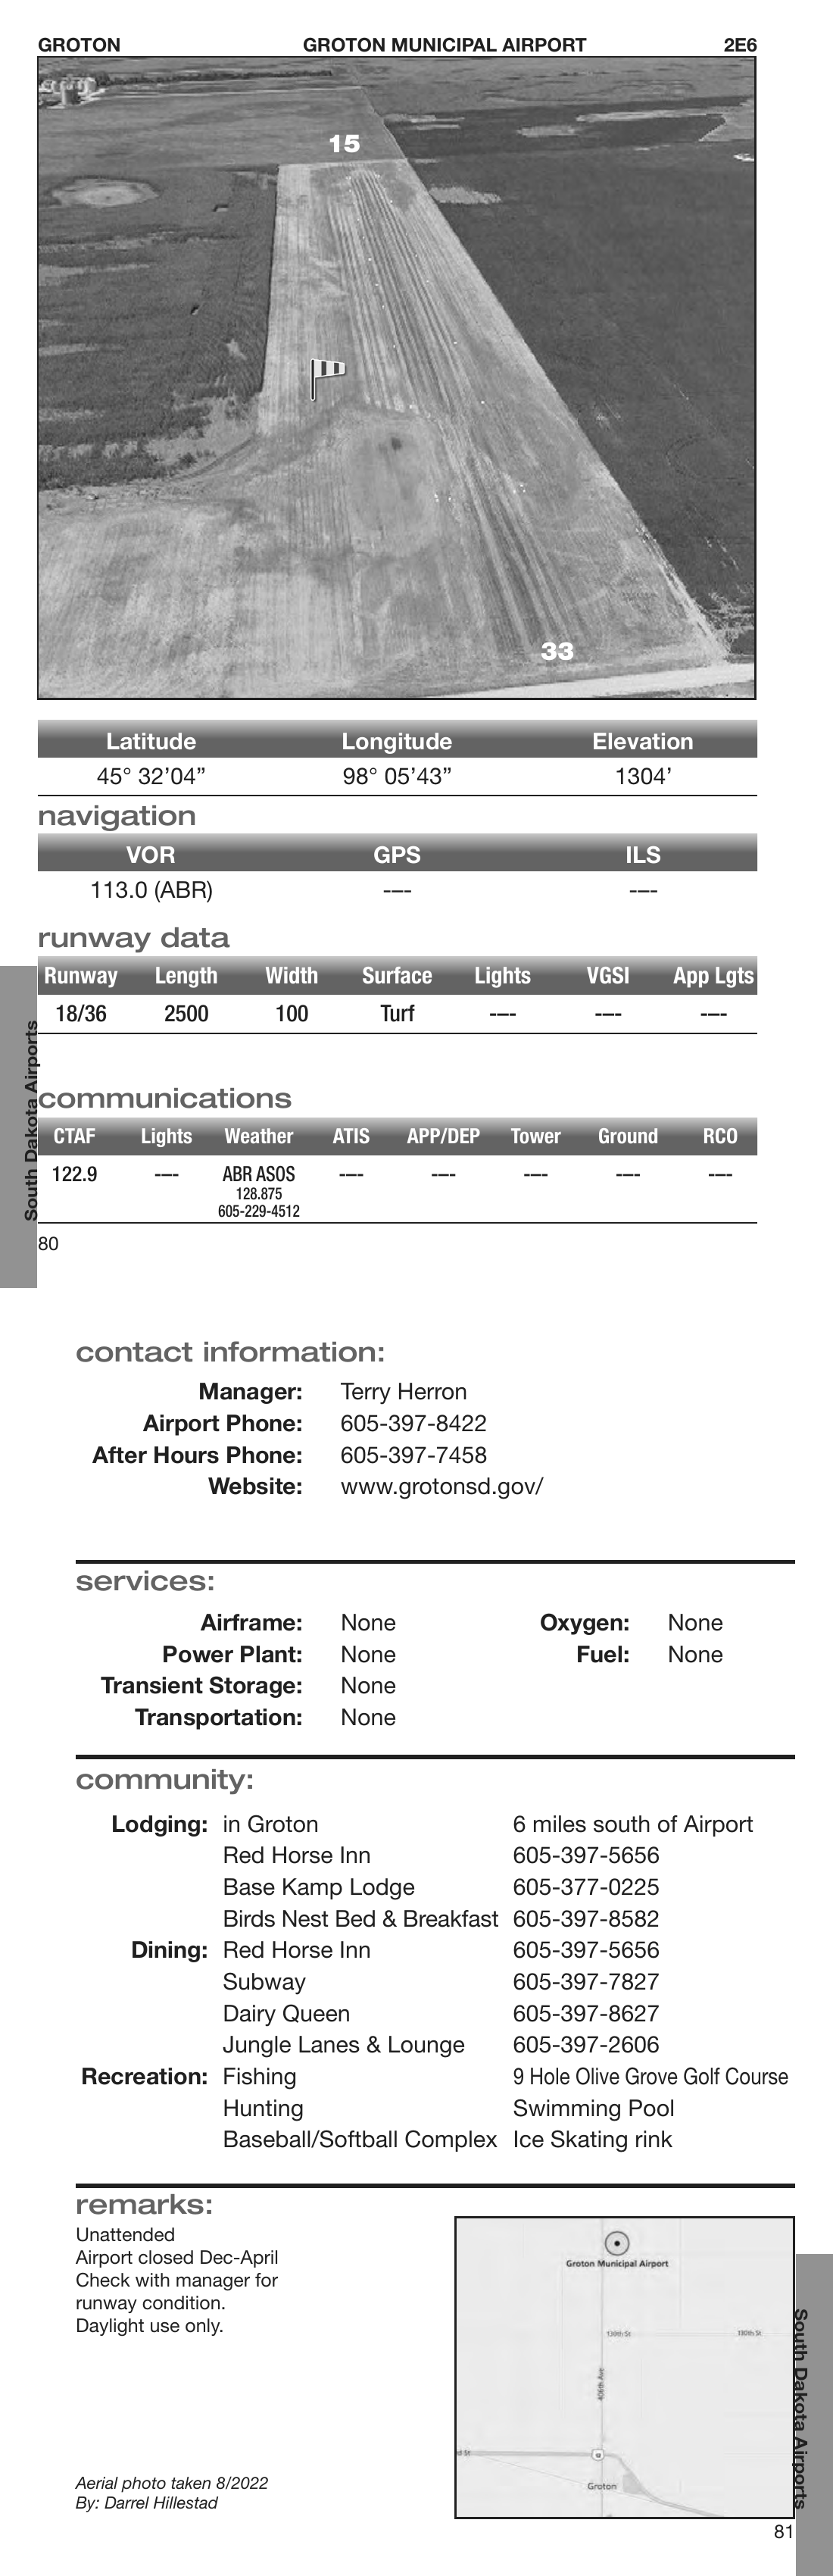 GROTON GROTON MUNICIPAL AIRPORT 2E6
15
33
Latitude Longitude Elevation
45° 32’04” 98° 05’43” 1304’
navigation
VOR GPS ILS
113.0 (ABR) ---- ----
runway data
Runway Length Width Surface Lights VGSI App Lgts
18/36 2500 100 Turf ---- ---- ----
communications
CTAF Lights Weather ATIS APP/DEP Tower Ground RCO
122.9 ---- ABR ASOS ---- ---- ---- ---- ----
128.875
605-229-4512
80
South Dakota Airports
contact information:
Manager: Terry Herron
Airport Phone: 605-397-8422
After Hours Phone: 605-397-7458
Website: www.grotonsd.gov/
services:
Airframe: None Oxygen: None
Power Plant: None Fuel: None
Transient Storage: None
Transportation: None
community:
Lodging: in Groton 6 miles south of Airport
Red Horse Inn 605-397-5656
Base Kamp Lodge 605-377-0225
Birds Nest Bed & Breakfast 605-397-8582
Dining: Red Horse Inn 605-397-5656
Subway 605-397-7827
Dairy Queen 605-397-8627
Jungle Lanes & Lounge 605-397-2606
Recreation: Fishing 9 Hole Olive Grove Golf Course
Hunting Swimming Pool
Baseball/Softball Complex Ice Skating rink
remarks:
Unattended
Airport closed Dec-April
Check with manager for
runway condition.
Daylight use only.
Aerial photo taken 8/2022
By: Darrel Hillestad
Groton Municipal Airport
406th Ave
12
Groton
South Dakota Airports
81